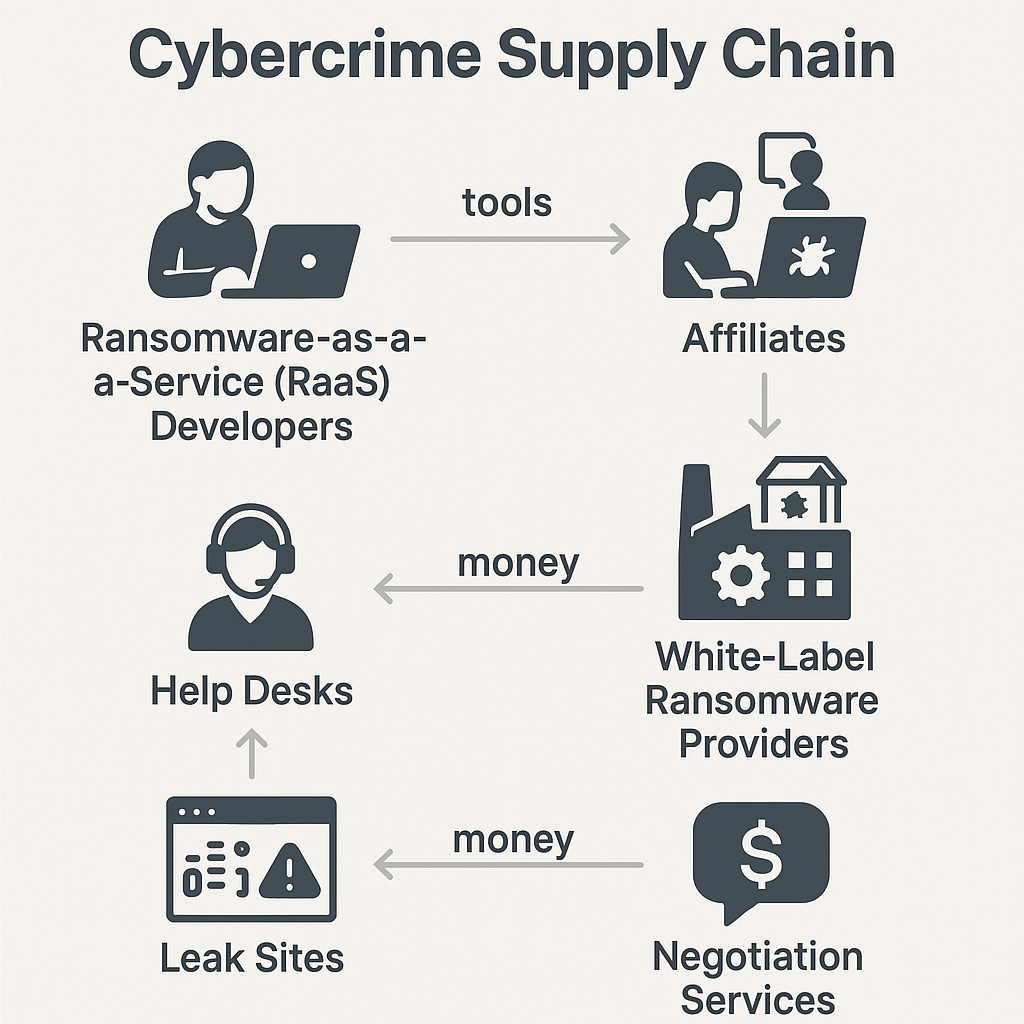 Cybercrime Supply Chain
tools
Ransomware-as-a-
a-Service (RaaS)
Developers
Affiliates
money
Help Desks
White-Label
Ransomware
Providers
money
$
Leak Sites
Negotiation
Services